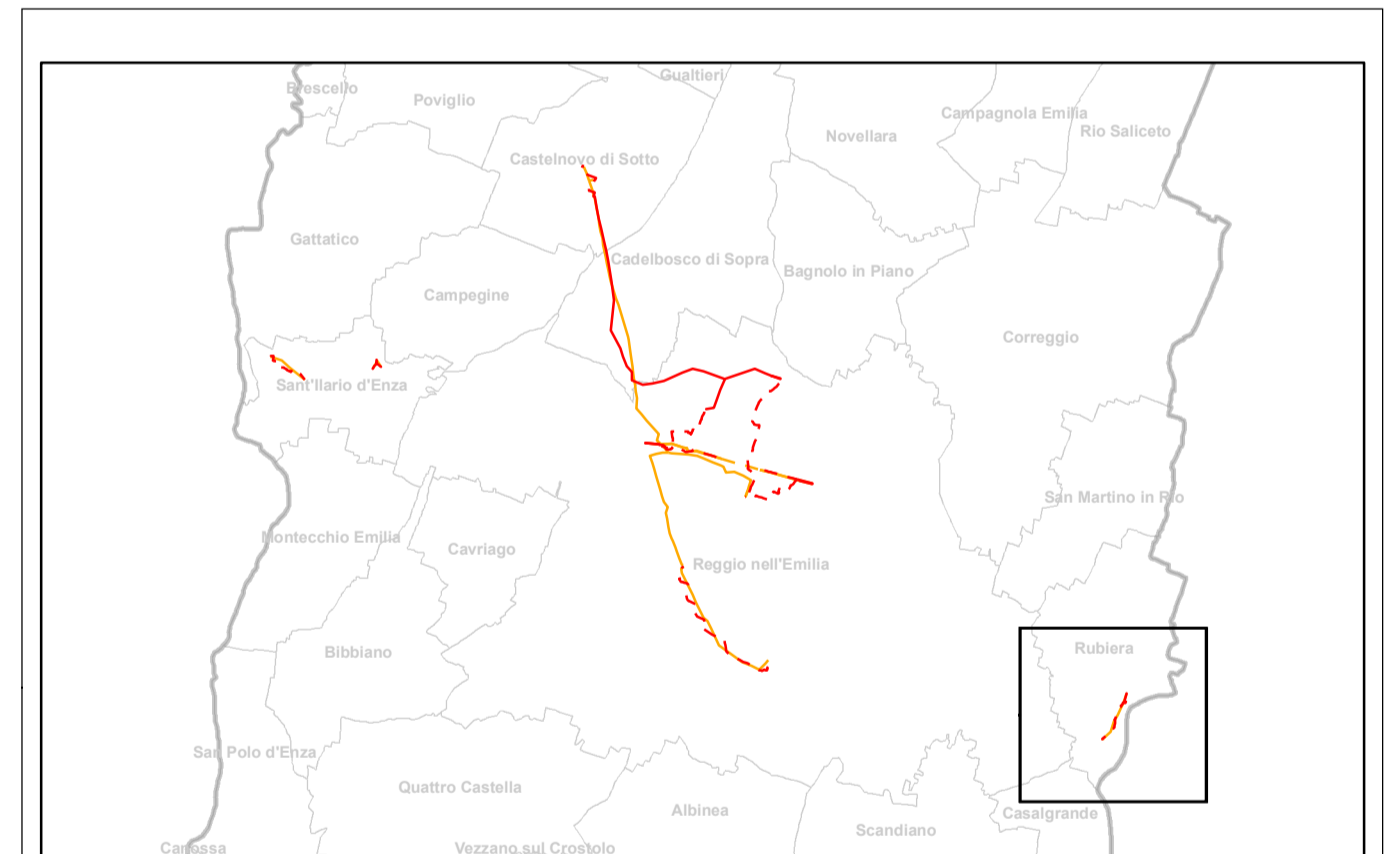 Gualtieri
Brescello
Poviglio
Campagnola Emilia
Rio Saliceto
Novellara
Castelnovo di Sotto
Gattatico
Cadelbosco di Sopra
Bagnolo in Piano
Campegine
Correggio
Sant'Ilario d'Enza
San Martino in Rio
Montecchio Emilia
Cavriago
Reggio nell'Emilia
Bibbiano
Rubiera
San Polo d'Enza
Quattro Castella
Albinea
Casalgrande
Scandiano
Canossa
Vezzano sul Crostolo